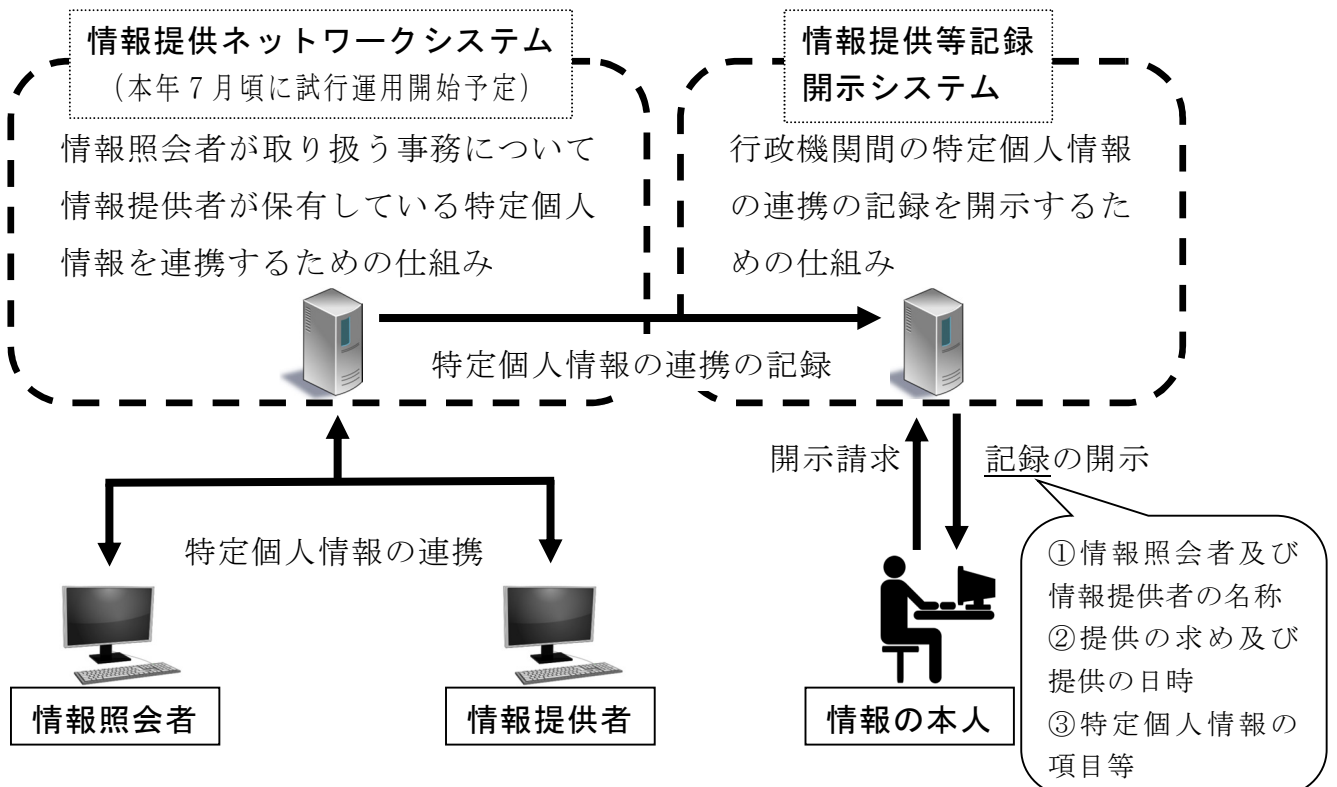 情報提供ネットワークシステム
（本年７月頃に試行運用開始予定）
情報照会者が取り扱う事務について
情報提供者が保有している特定個人
情報を連携するための仕組み
情報提供等記録
開示システム
行政機関間の特定個人情報
の連携の記録を開示するた
めの仕組み
特定個人情報の連携の記録
開示請求
記録の開示
特定個人情報の連携
①情報照会者及び
情報提供者の名称
②提供の求め及び
提供の日時
③特定個人情報の
項目等
情報照会者
情報提供者
情報の本人